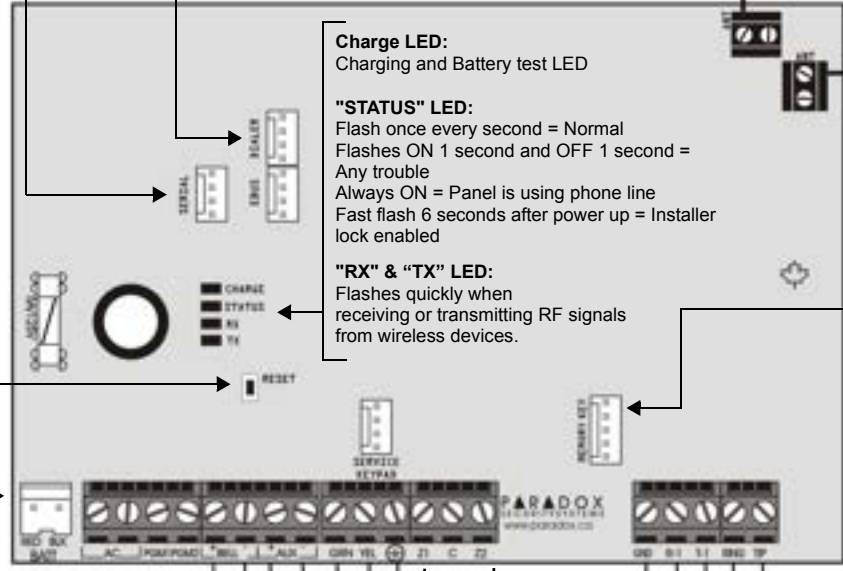 ANT
ANT
Charge LED:
Charging and Battery test LED
"STATUS" LED:
Flash once every second = Normal
Flashes ON 1 second and OFF 1 second =
Any trouble
Always ON = Panel is using phone line
Fast flash 6 seconds after power up = Installer
lock enabled
"RX" & “TX” LED:
Flashes quickly when
receiving or transmitting RF signals
from wireless devices.
DIALER
SERIAL
EBUS
CHARGE
STATUS
RX
TX
RESET
MEMORY KEY
SERVICE
KEYPAD
PARADOX
SECURITY SYSTEMS
www.paradox.ca
RED BLK
BATT
AC PGM1 PGM2 + BELL - + AUX - GRN YEL Z1 C Z2
GND R-1 T-1 RING TIP